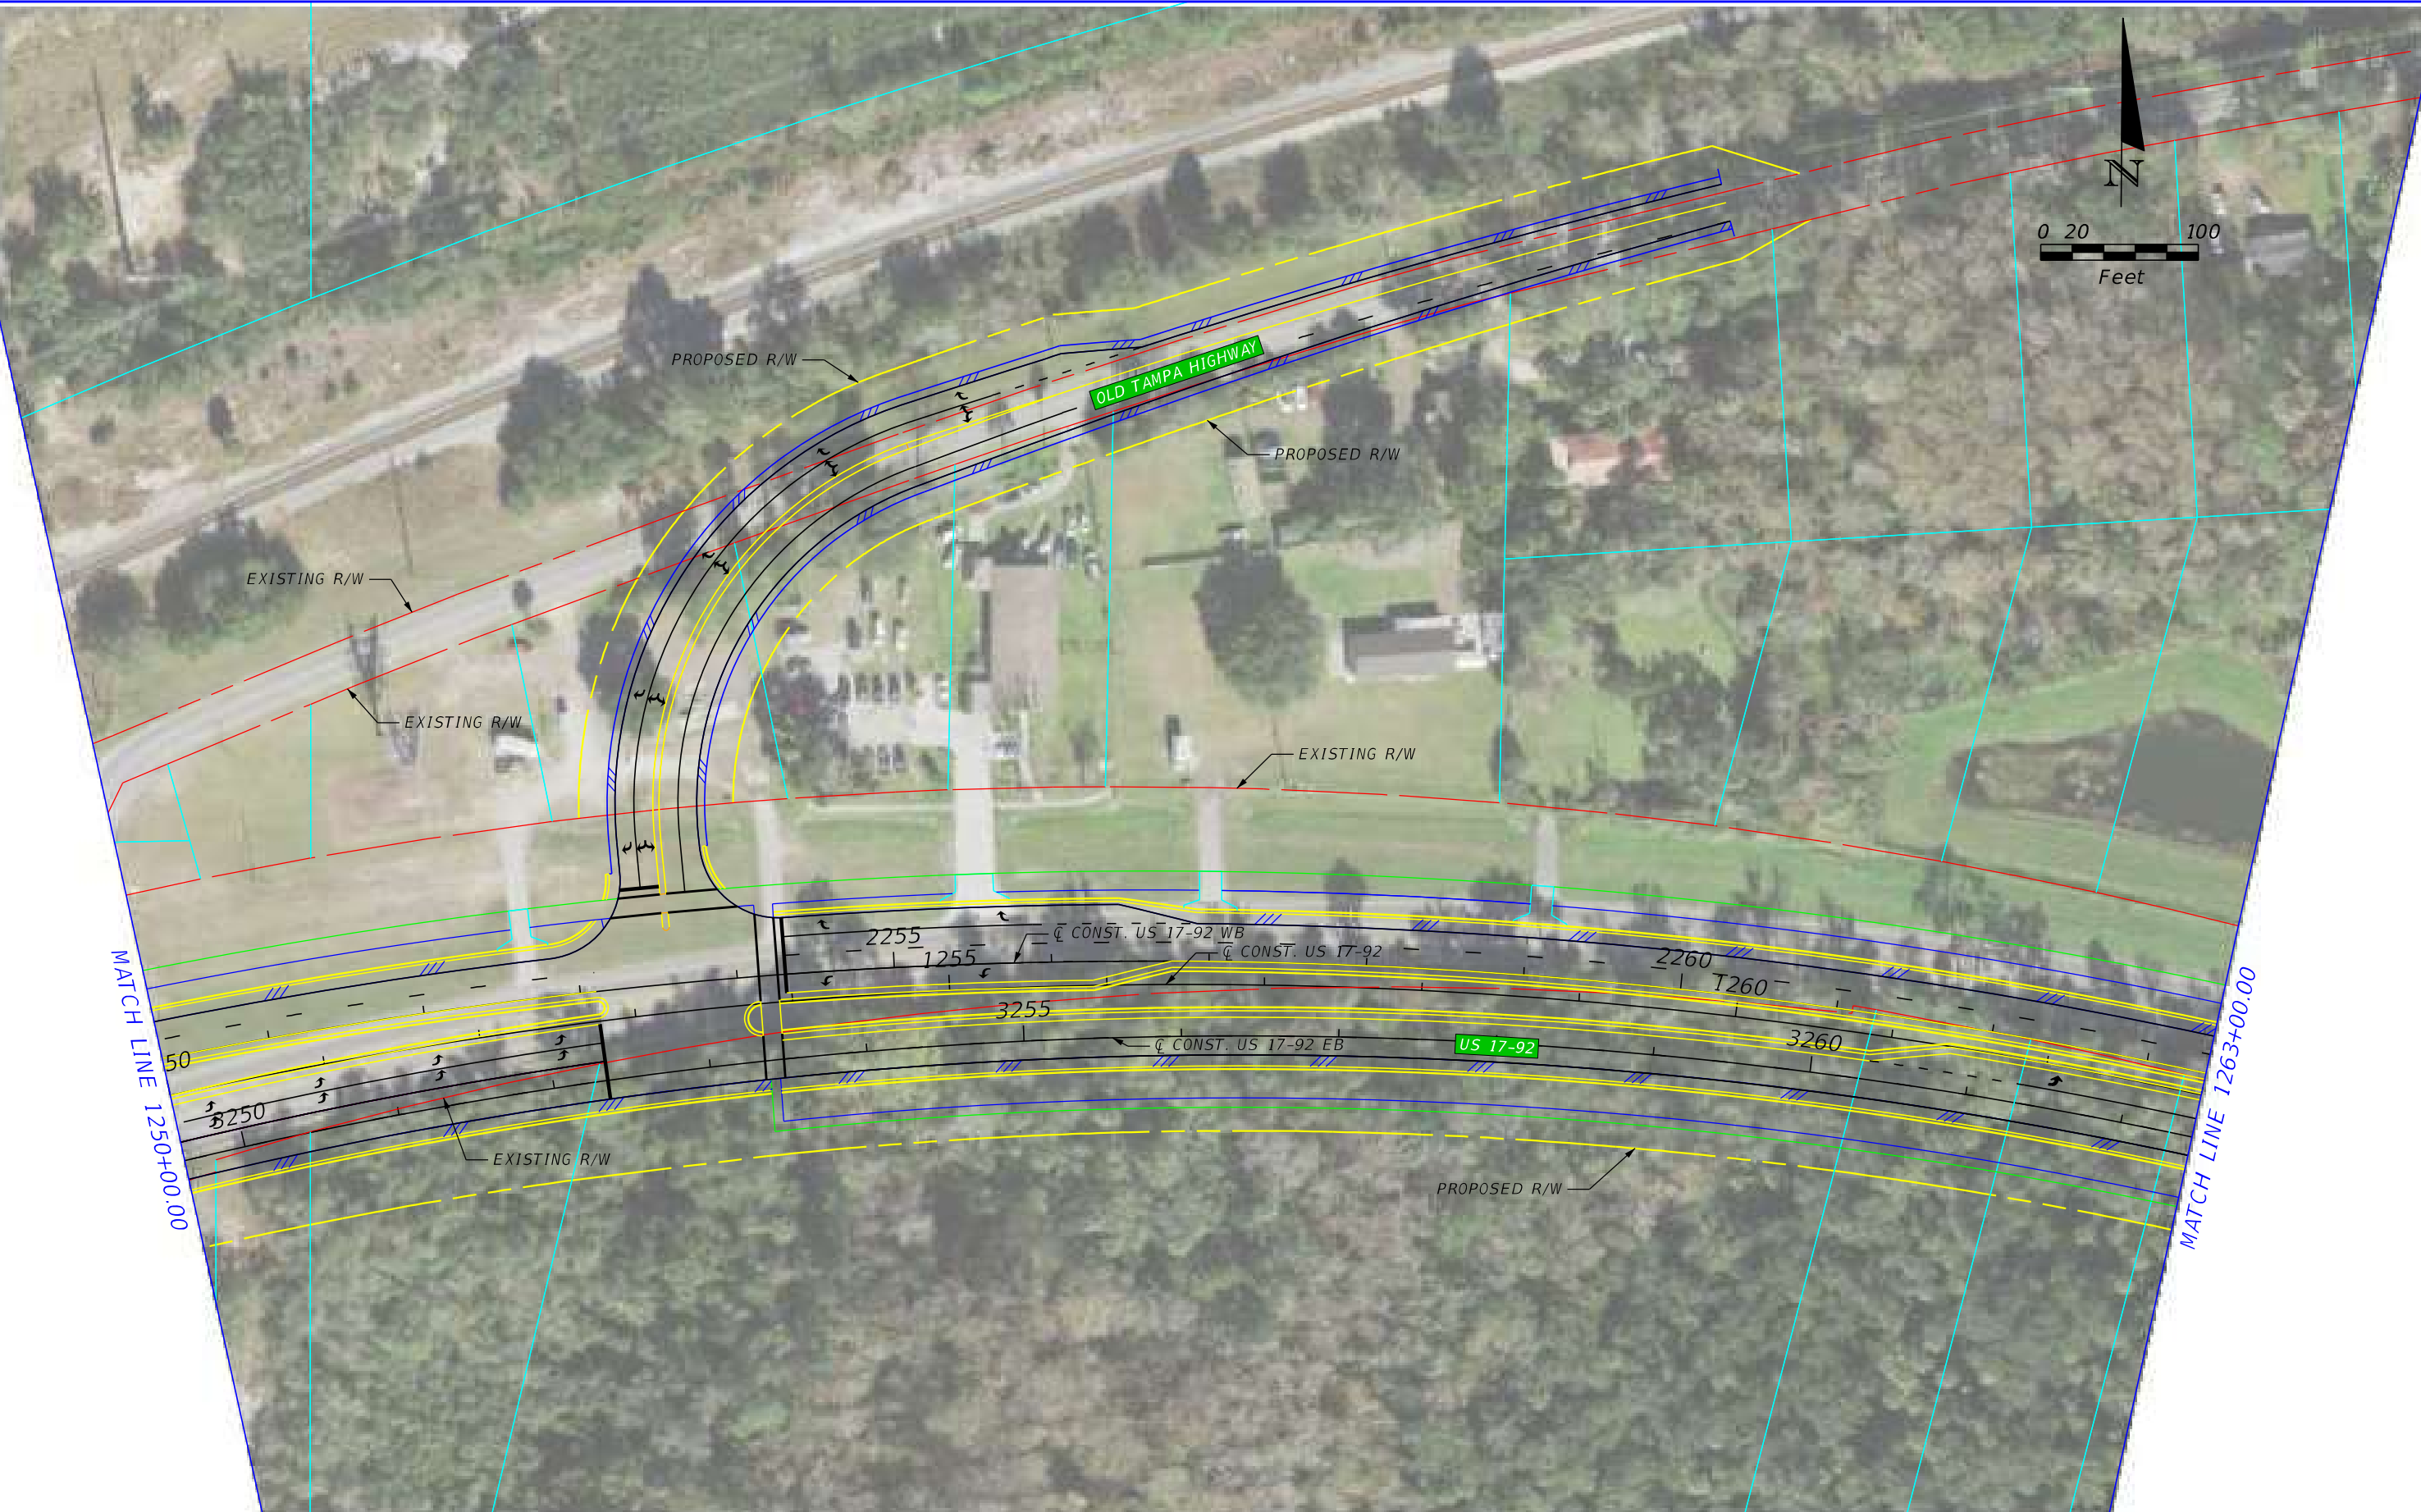 N
0 20 100
Feet
PROPOSED R/W
OLD TAMPA HIGHWAY
PROPOSED R/W
EXISTING R/W
EXISTING R/W
EXISTING R/W
MATCH LINE 1250+00.00
2255
℄ CONST. US 17-92 WB
1255
℄ CONST. US 17-92
2260
1260
3255
℄ CONST. US 17-92 EB
US 17-92
3260
50
3250
EXISTING R/W
PROPOSED R/W
MATCH LINE 1263+00.00